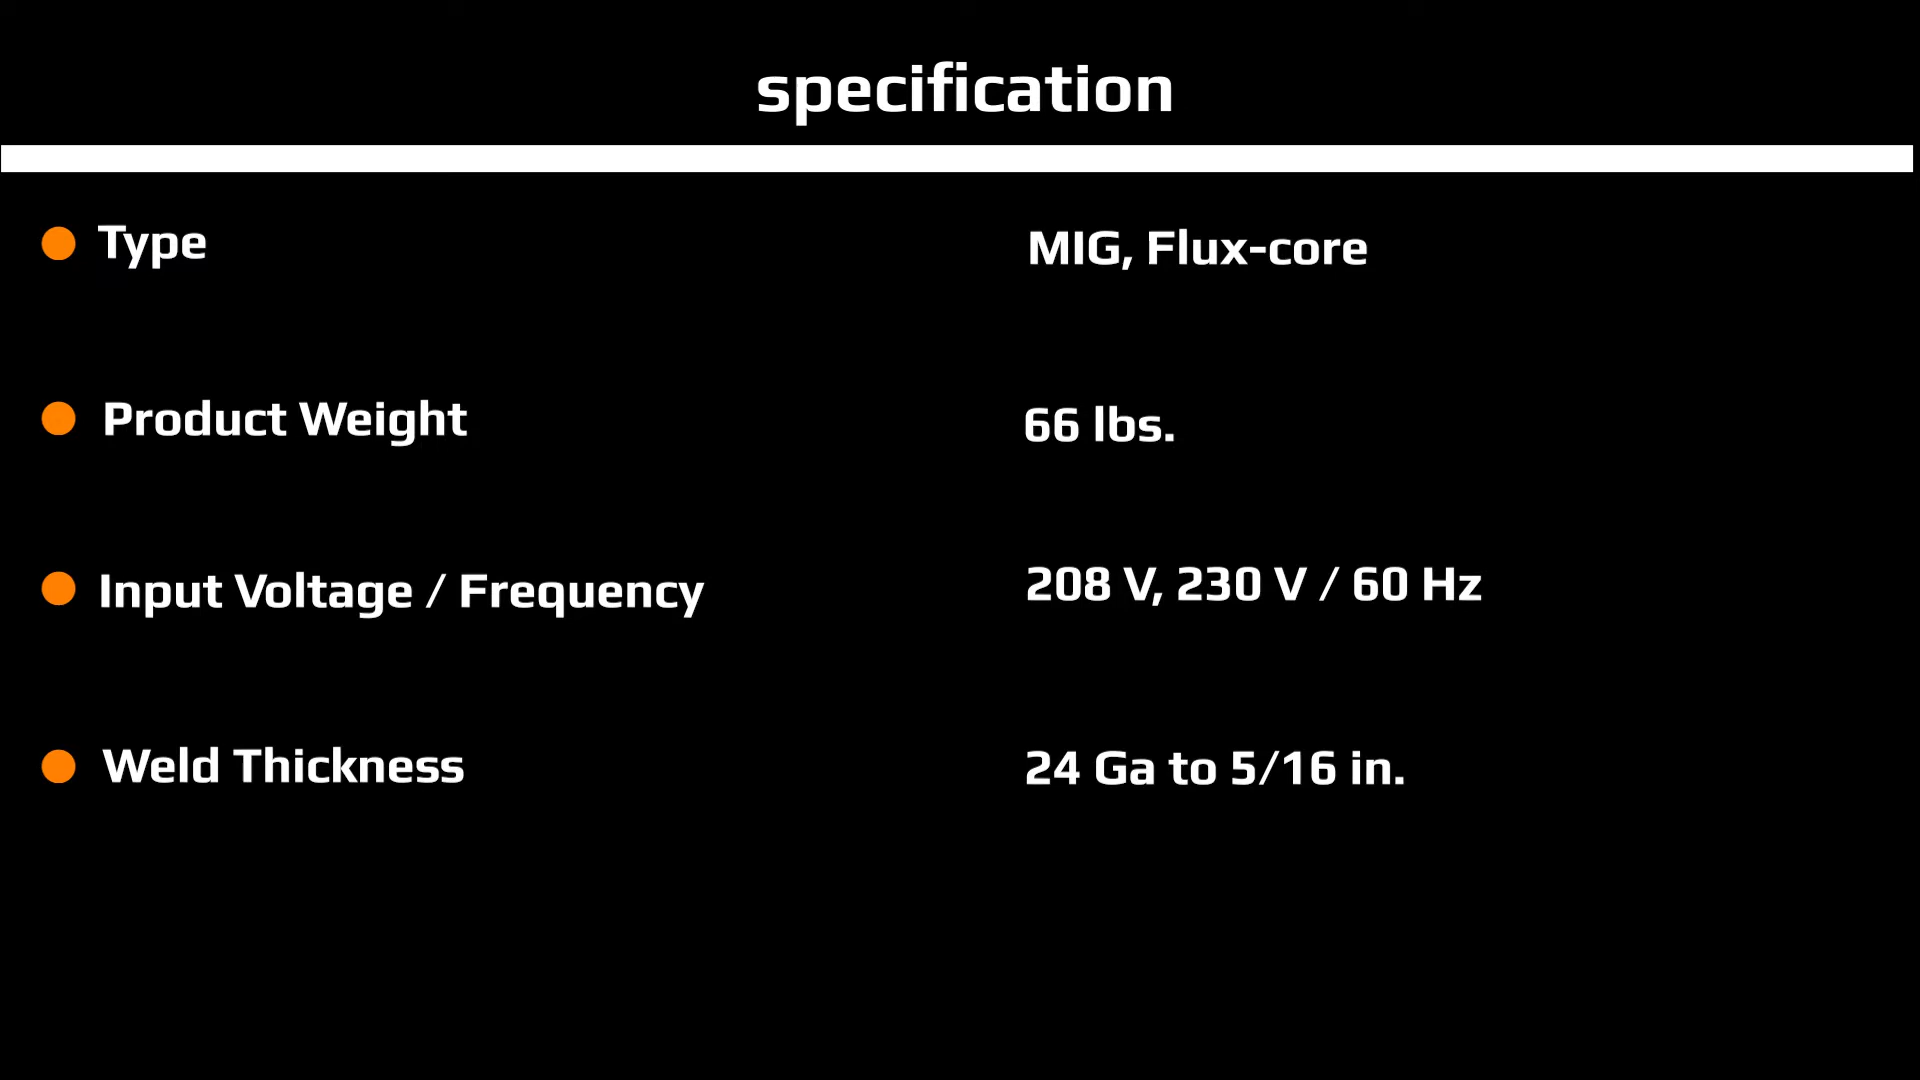 specification
Type
MIG, Flux-core
Product Weight
66 lbs.
Input Voltage / Frequency
208 V, 230 V / 60 Hz
Weld Thickness
24 Ga to 5/16 in.